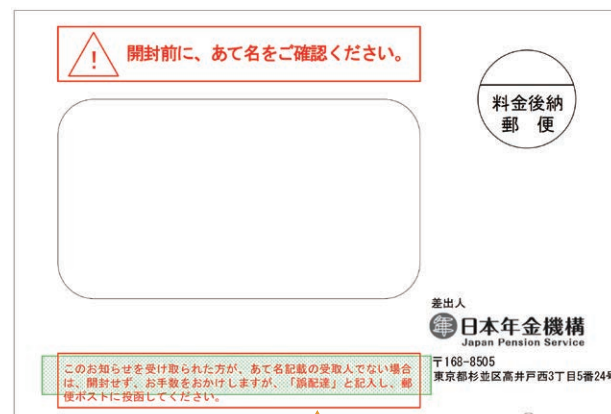 開封前に、あて名をご確認ください。
料金後納
郵 便
差出人
日本年金機構
Japan Pension Service
〒168-8505
東京都杉並区高井戸西3丁目5番24号
このお知らせを受け取られた方が、あて名記載の受取人でない場合
は、開封せず、お手数をおかけしますが、「誤配達」と記入し、郵
便ポストに投函してください。